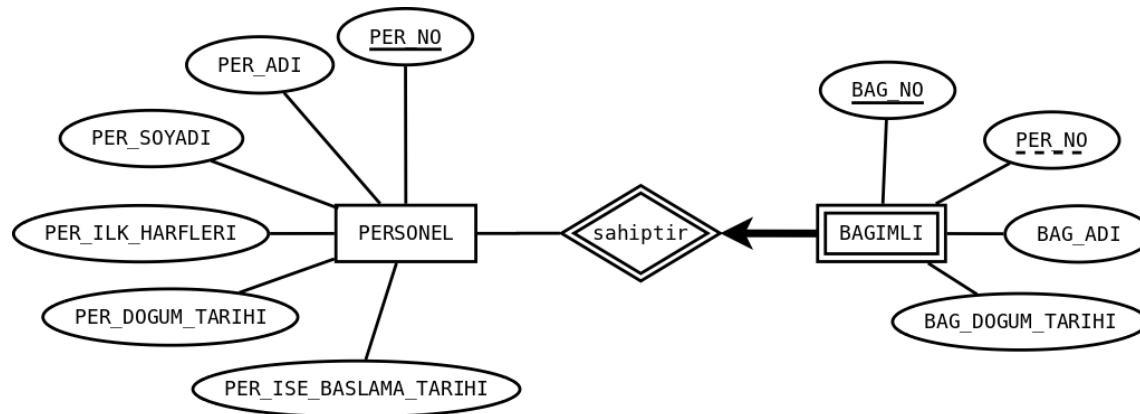 PER_NO
PER_ADI
PER_SOYADI
PER_ILK_HARFLERI
PER_DOGUM_TARIHI
PER_ISE_BASLAMA_TARIHI
PERSONEL
sahiptir
BAGIMLI
BAG_NO
PER_NO
BAG_ADI
BAG_DOGUM_TARIHI